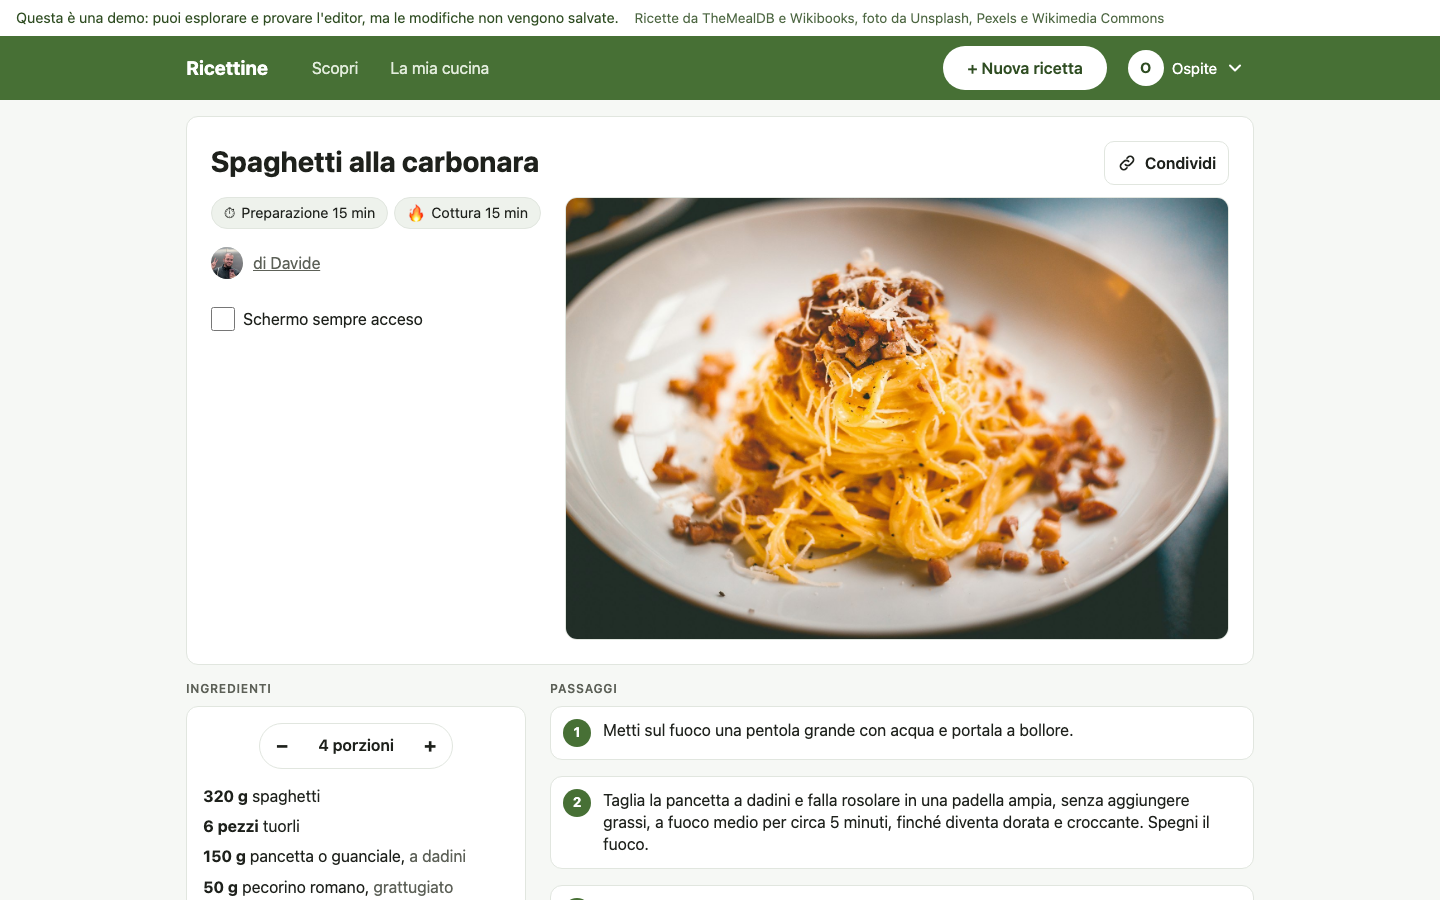 Questa è una demo: puoi esplorare e provare l'editor, ma le modifiche non vengono salvate. Ricette da TheMealDB e Wikibooks, foto da Unsplash, Pexels e Wikimedia Commons
Ricettine Scopri La mia cucina + Nuova ricetta O Ospite
Spaghetti alla carbonara
Condividi
Preparazione 15 min Cottura 15 min
di Davide
Schermo sempre acceso
INGREDIENTI
− 4 porzioni +
320 g spaghetti
6 pezzi tuorli
150 g pancetta o guanciale, a dadini
50 g pecorino romano, grattugiato
PASSAGGI
1 Metti sul fuoco una pentola grande con acqua e portala a bollore.
2 Taglia la pancetta a dadini e falla rosolare in una padella ampia, senza aggiungere
grassi, a fuoco medio per circa 5 minuti, finché diventa dorata e croccante. Spegni il
fuoco.